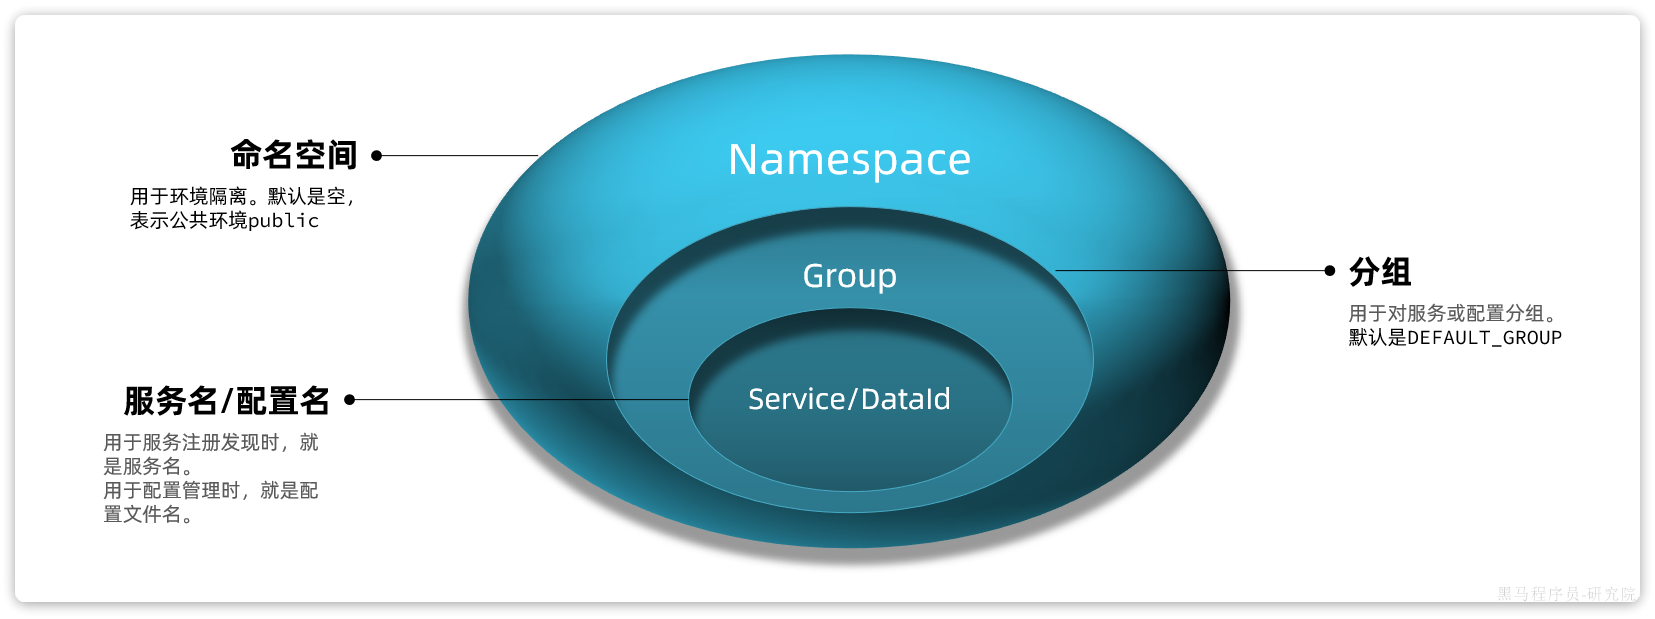 命名空间
用于环境隔离。默认是空，
表示公共环境public
Namespace
Group
分组
用于对服务或配置分组。
默认是DEFAULT_GROUP
服务名/配置名
用于服务注册发现时，就
是服务名。
用于配置管理时，就是配
置文件名。
Service/DataId
黑马程序员-研究院